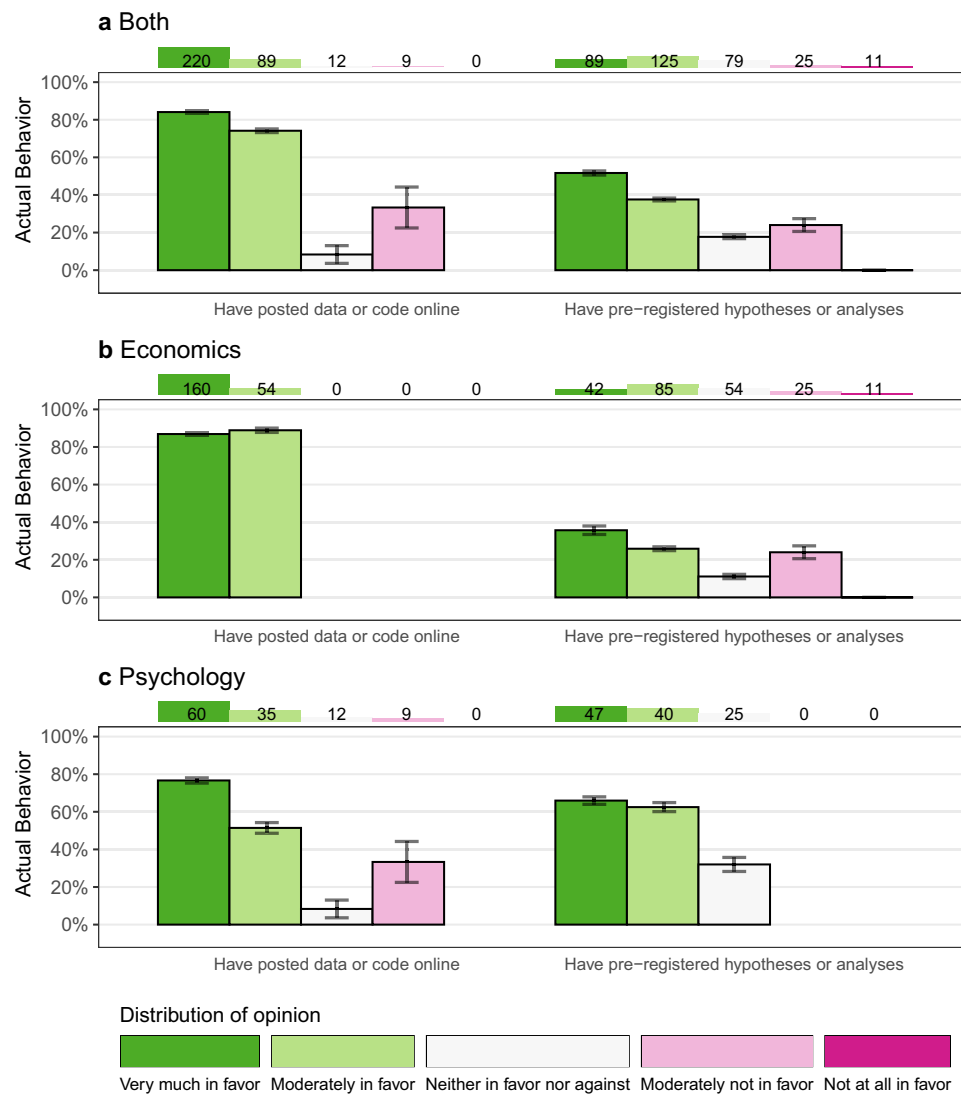 a Both
220 89 12 9 0 89 125 79 25 11
100%
80%
60%
40%
20%
0%
Actual Behavior
Have posted data or code online Have pre−registered hypotheses or analyses
b Economics
160 54 0 0 0 42 85 54 25 11
100%
80%
60%
40%
20%
0%
Actual Behavior
Have posted data or code online Have pre−registered hypotheses or analyses
c Psychology
60 35 12 9 0 47 40 25 0 0
100%
80%
60%
40%
20%
0%
Actual Behavior
Have posted data or code online Have pre−registered hypotheses or analyses
Distribution of opinion
Very much in favor Moderately in favor Neither in favor nor against Moderately not in favor Not at all in favor